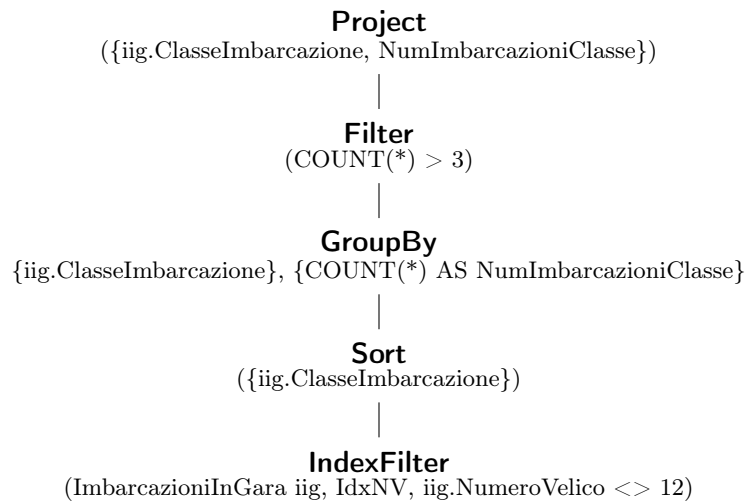 Project
({iig.ClasseImbarcazione, NumImbarcazioniClasse})
Filter
(COUNT(*) > 3)
GroupBy
{iig.ClasseImbarcazione}, {COUNT(*) AS NumImbarcazioniClasse}
Sort
({iig.ClasseImbarcazione})
IndexFilter
(ImbarcazioniInGara iig, IdxNV, iig.NumeroVelico <> 12)